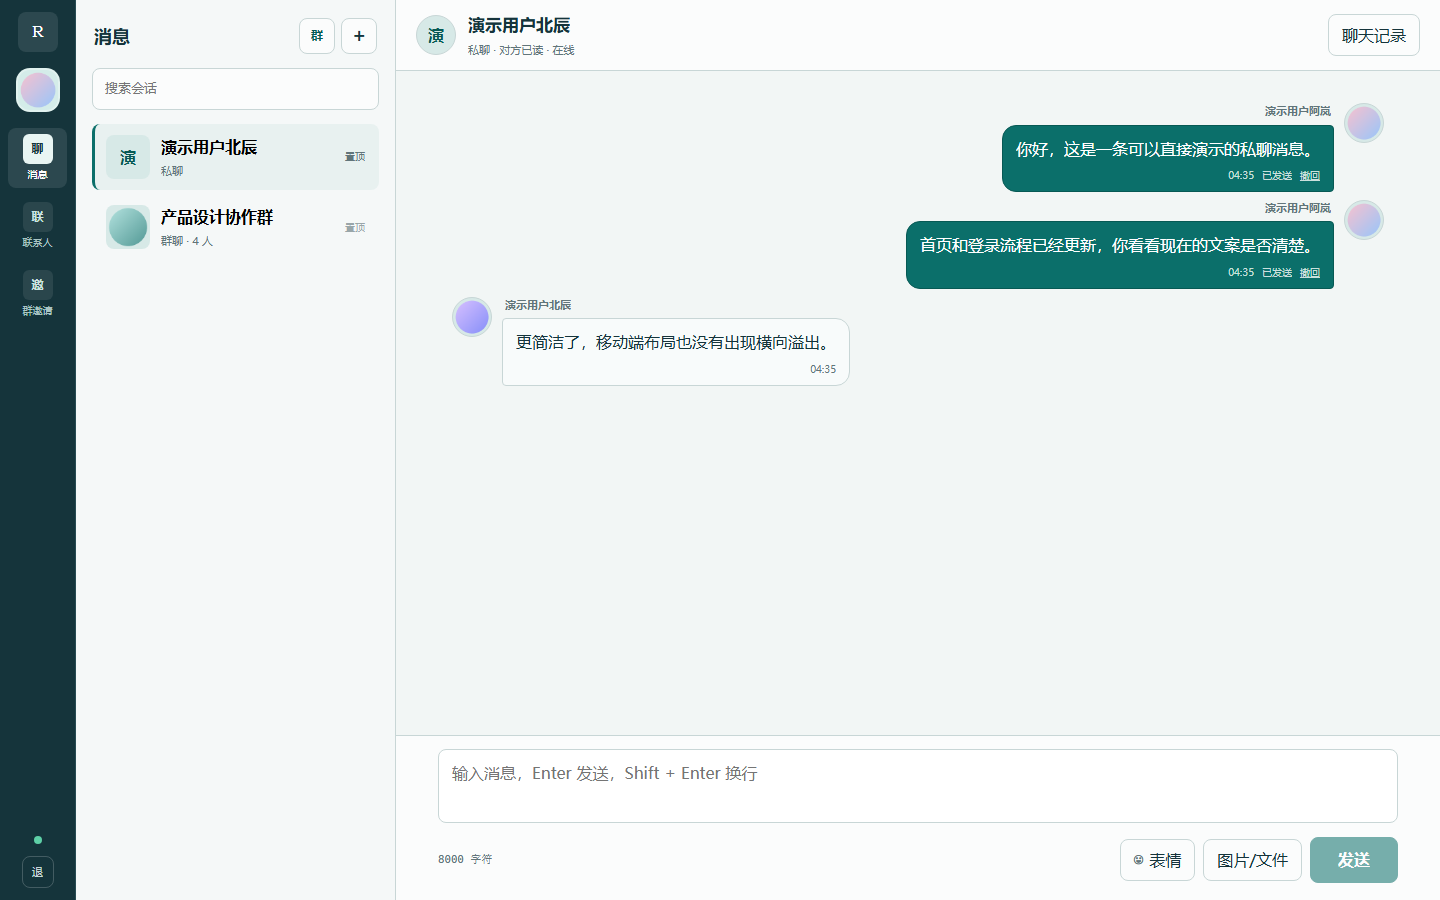 R
聊
消息
联
联系人
邀
群邀请
退
消息
群
+
搜索会话
演
演示用户北辰
私聊
置顶
产品设计协作群
群聊 · 4 人
置顶
演
演示用户北辰
私聊 · 对方已读 · 在线
聊天记录
演示用户阿岚
你好，这是一条可以直接演示的私聊消息。
04:35 已发送 撤回
演示用户阿岚
首页和登录流程已经更新，你看看现在的文案是否清楚。
04:35 已发送 撤回
演示用户北辰
更简洁了，移动端布局也没有出现横向溢出。
04:35
输入消息，Enter 发送，Shift + Enter 换行
8000 字符
☺ 表情
图片/文件
发送